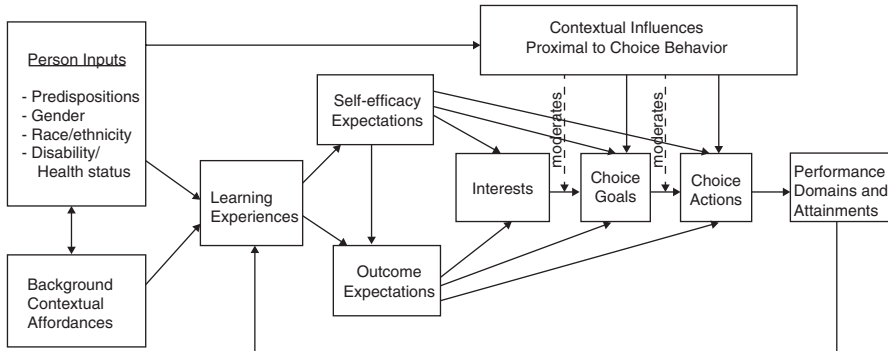 Person Inputs
- Predispositions
- Gender
- Race/ethnicity
- Disability/
Health status
Background
Contextual
Affordances
Learning
Experiences
Self-efficacy
Expectations
Outcome
Expectations
Contextual Influences
Proximal to Choice Behavior
moderates
moderates
Interests
Choice
Goals
Choice
Actions
Performance
Domains and
Attainments